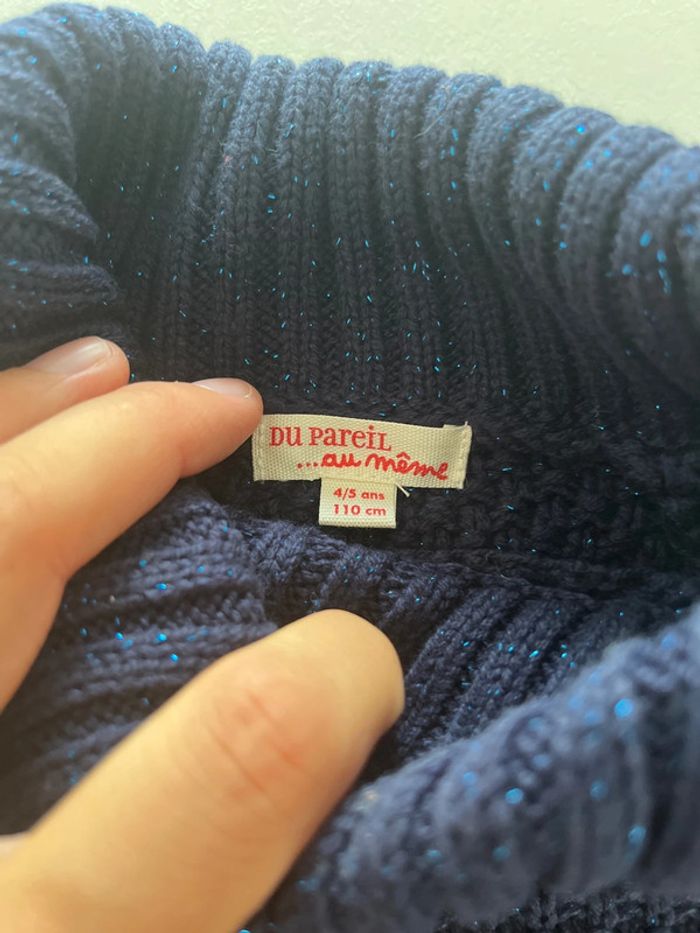 DU PAREIL
...au même
4/5 ans
110 cm